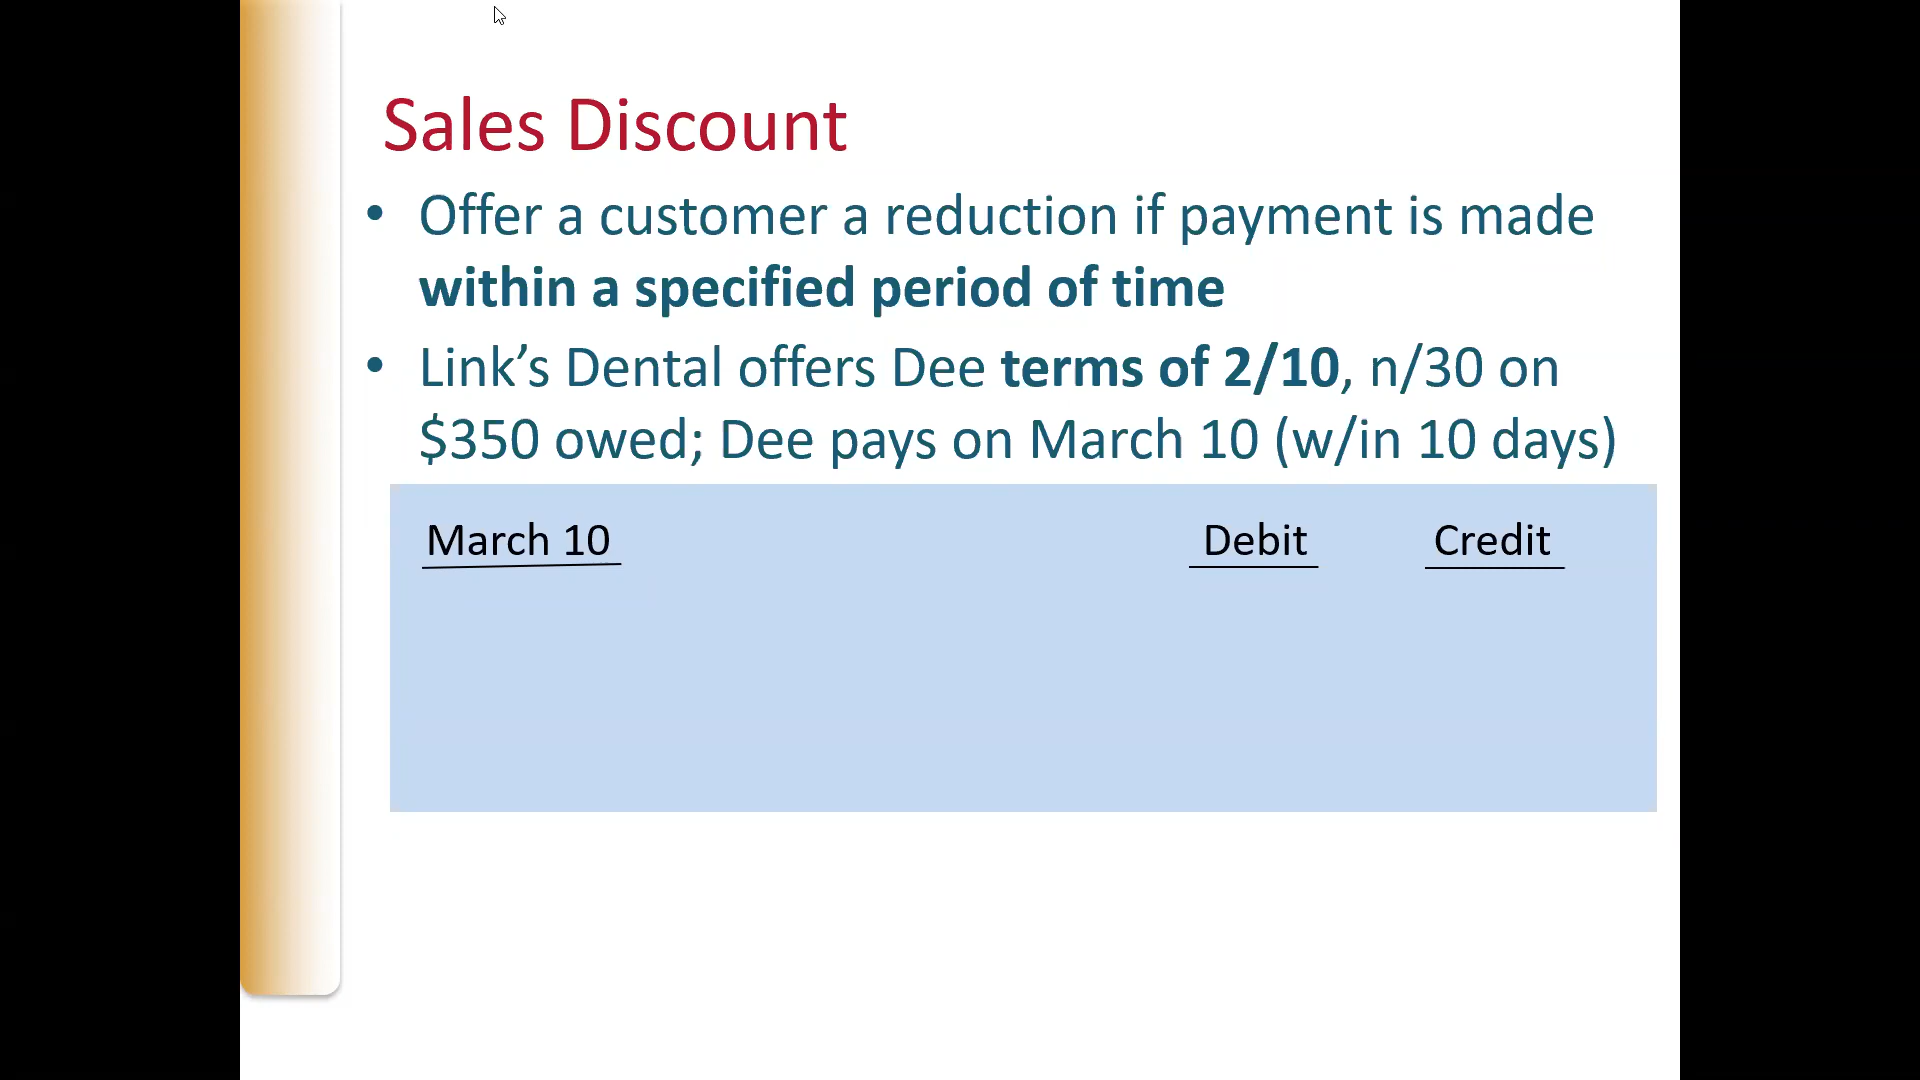 Sales Discount
• Offer a customer a reduction if payment is made
within a specified period of time
• Link’s Dental offers Dee terms of 2/10, n/30 on
$350 owed; Dee pays on March 10 (w/in 10 days)
March 10 Debit Credit